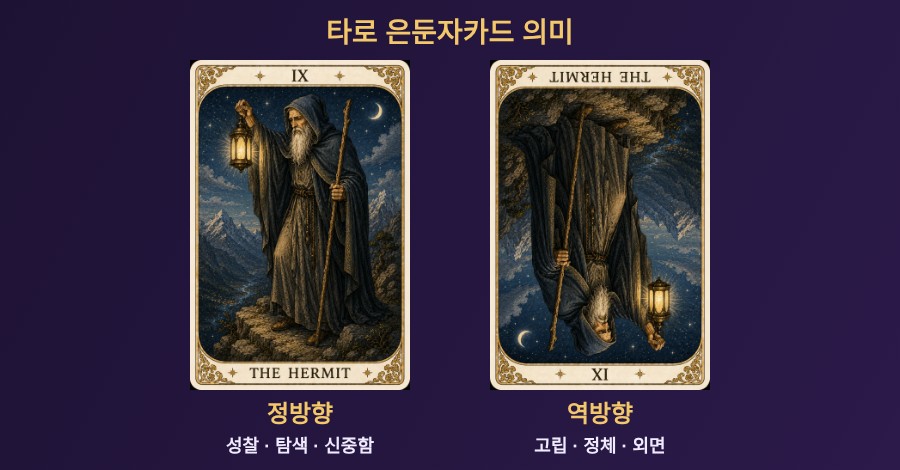 타로 은둔자카드 의미
IX
THE HERMIT
정방향
성찰 · 탐색 · 신중함
THE HERMIT
IX
역방향
고립 · 정체 · 외면